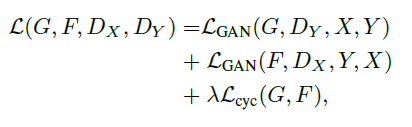 ℒ(G, F, D_X, D_Y) = ℒ_GAN(G, D_Y, X, Y)
+ ℒ_GAN(F, D_X, Y, X)
+ λℒ_cyc(G, F),